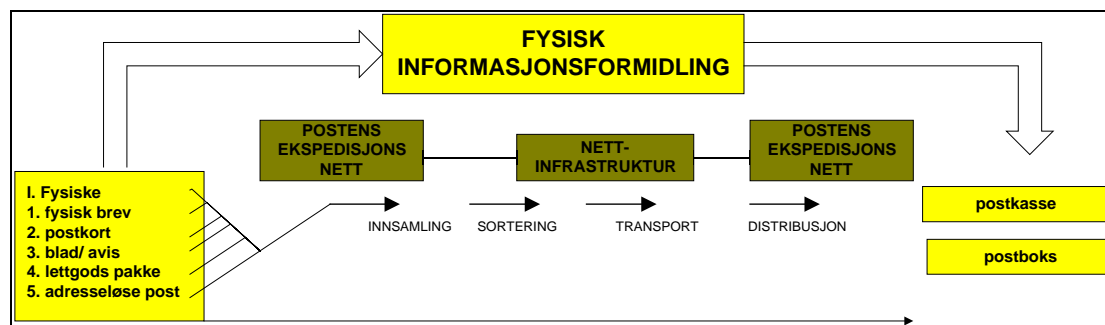 FYSISK
INFORMASJONSFORMIDLING
POSTENS
EKSPEDISJONS
NETT
NETT-
INFRASTRUKTUR
POSTENS
EKSPEDISJONS
NETT
I. Fysiske
1. fysisk brev
2. postkort
3. blad/ avis
4. lettgods pakke
5. adresseløse post
INNSAMLING
SORTERING
TRANSPORT
DISTRIBUSJON
postkasse
postboks